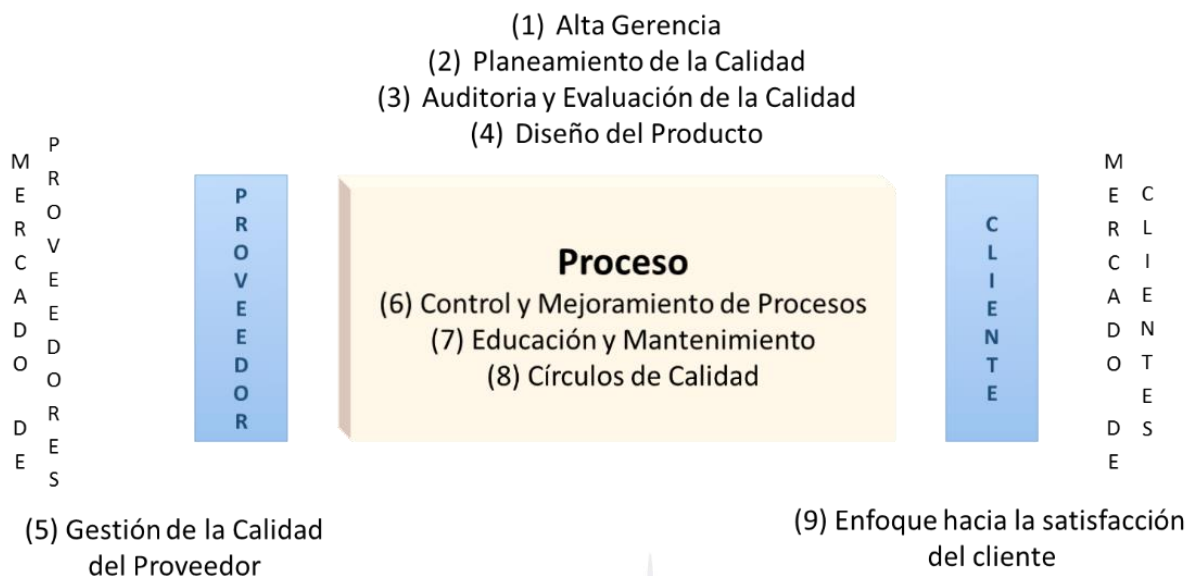 (1) Alta Gerencia
(2) Planeamiento de la Calidad
(3) Auditoria y Evaluación de la Calidad
(4) Diseño del Producto
MERCADO DE
PROVEEDORES
PROVEEDOR
Proceso
(6) Control y Mejoramiento de Procesos
(7) Educación y Mantenimiento
(8) Círculos de Calidad
CLIENTE
MERCADO DE
CLIENTES
(5) Gestión de la Calidad
del Proveedor
(9) Enfoque hacia la satisfacción
del cliente